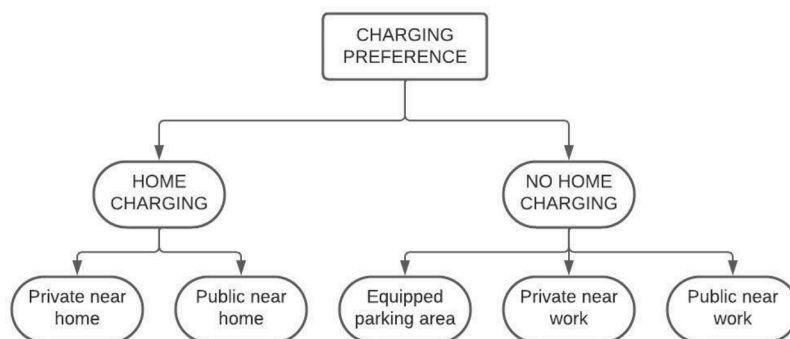 CHARGING
PREFERENCE
HOME
CHARGING
NO HOME
CHARGING
Private near
home
Public near
home
Equipped
parking area
Private near
work
Public near
work